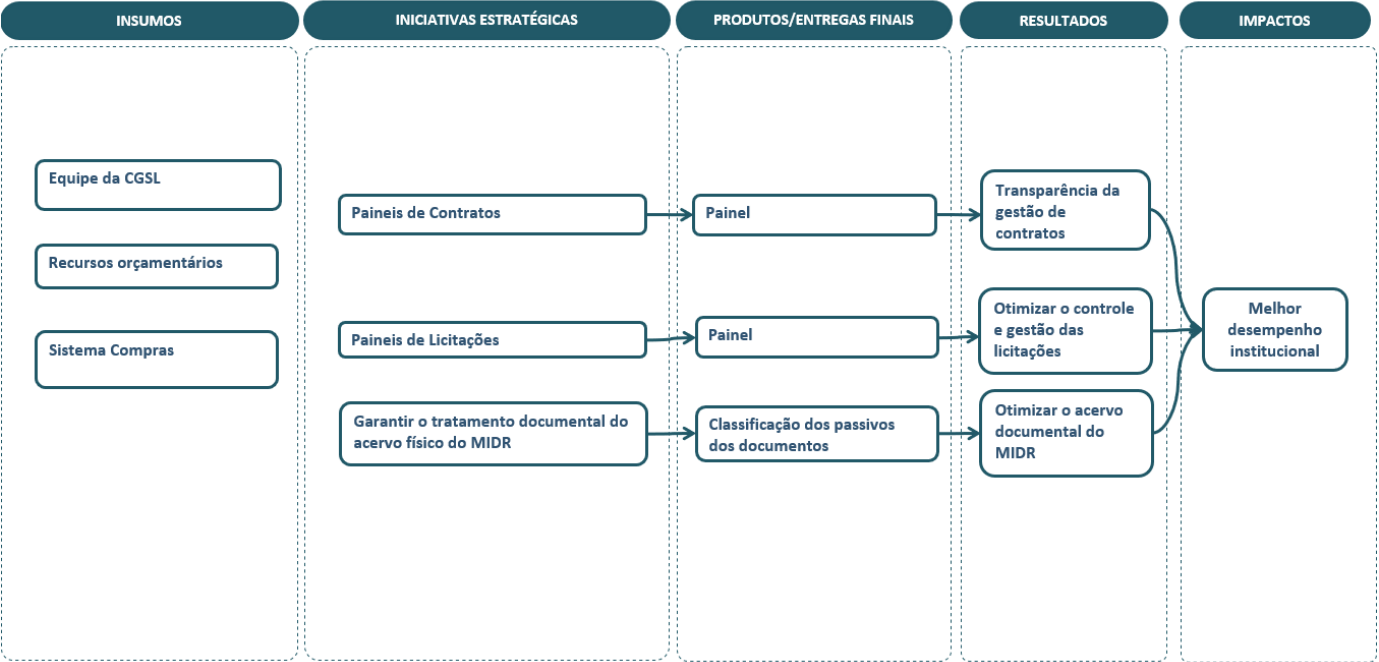 INSUMOS
INICIATIVAS ESTRATÉGICAS
PRODUTOS/ENTREGAS FINAIS
RESULTADOS
IMPACTOS
Equipe da CGSL
Recursos orçamentários
Sistema Compras
Paineis de Contratos
Paineis de Licitações
Garantir o tratamento documental do
acervo físico do MIDR
Painel
Painel
Classificação dos passivos
dos documentos
Transparência da
gestão de
contratos
Otimizar o controle
e gestão das
licitações
Otimizar o acervo
documental do
MIDR
Melhor
desempenho
institucional